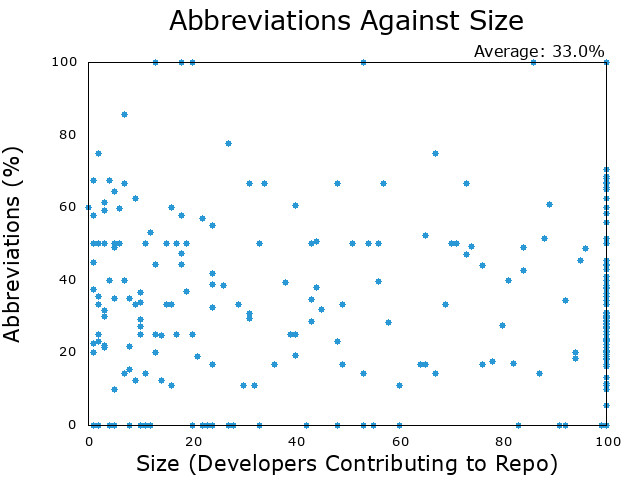 Abbreviations Against Size
Average: 33.0%
100
80
60
40
20
0
Abbreviations (%)
0 20 40 60 80 100
Size (Developers Contributing to Repo)